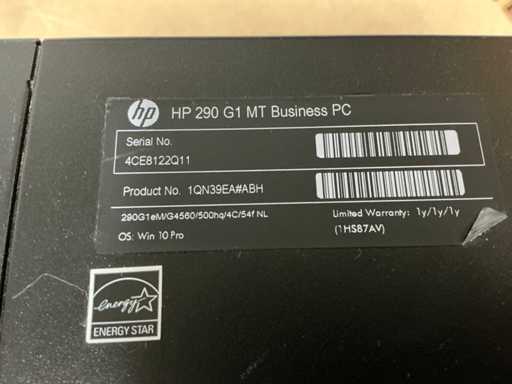 hp HP 290 G1 MT Business PC
Serial No.
4CE8122Q11
Product No. 1QN39EA#ABH
290G1eM/G4560/500hq/4C/54f NL
Limited Warranty: 1y/1y/1y
OS: Win 10 Pro
(1HS87AV)
energy
ENERGY STAR